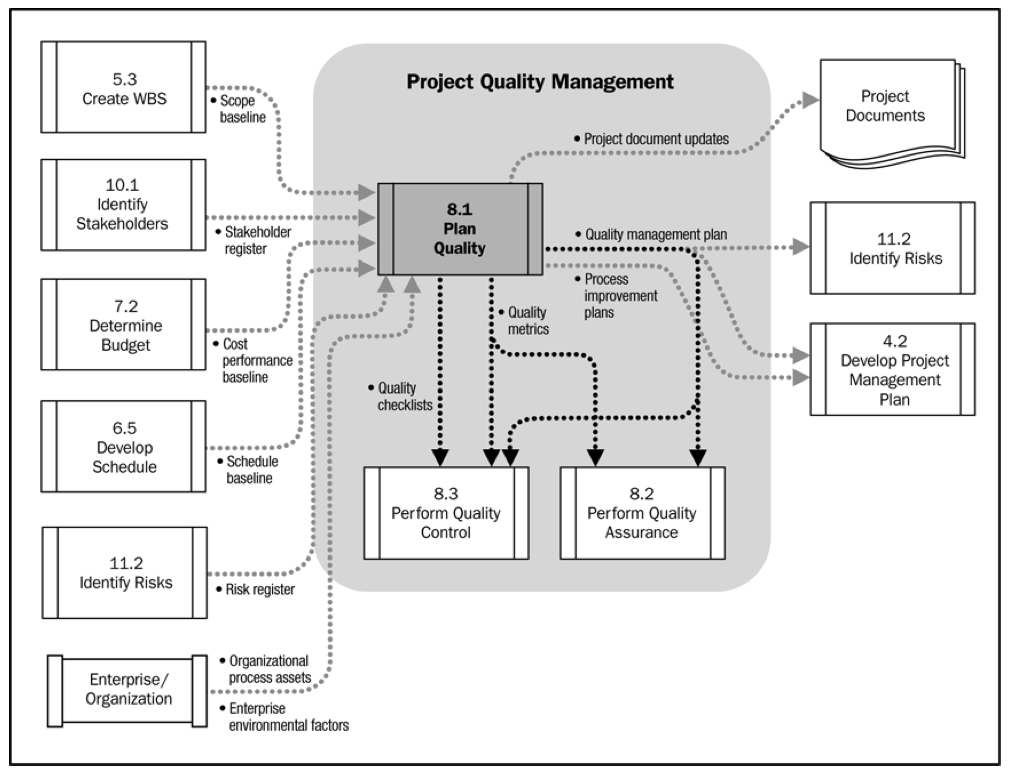 Project Quality Management
5.3
Create WBS
• Scope
baseline
10.1
Identify
Stakeholders
• Stakeholder
register
7.2
Determine
Budget
• Cost
performance
baseline
6.5
Develop
Schedule
• Schedule
baseline
11.2
Identify Risks
• Risk register
Enterprise/
Organization
• Organizational
process assets
• Enterprise
environmental factors
8.1
Plan
Quality
• Project document updates
• Quality management plan
• Process
improvement
plans
• Quality
metrics
• Quality
checklists
8.3
Perform Quality
Control
8.2
Perform Quality
Assurance
Project
Documents
11.2
Identify Risks
4.2
Develop Project
Management
Plan